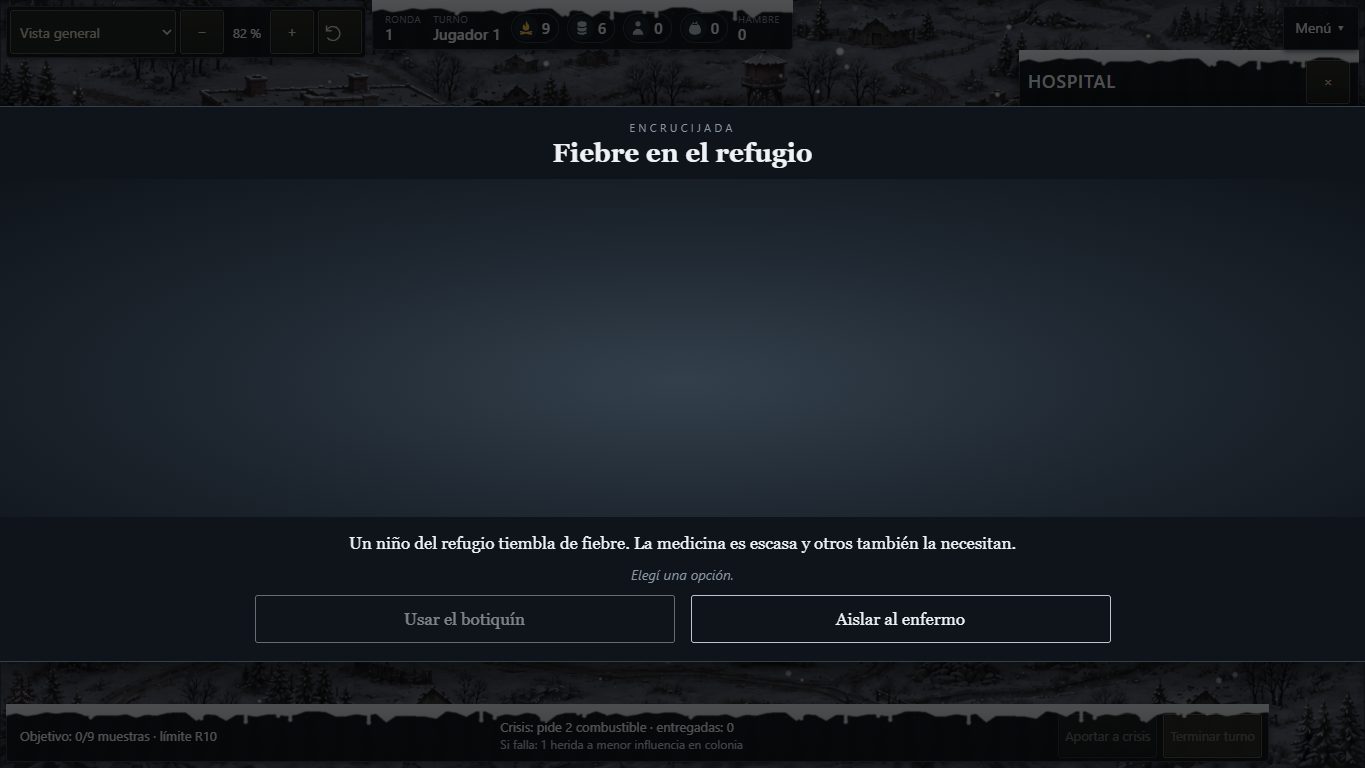 Vista general
−
82 %
+
RONDA
1
TURNO
Jugador 1
9
6
0
0
HAMBRE
0
Menú ▾
HOSPITAL
×
ENCRUCIJADA
Fiebre en el refugio
Un niño del refugio tiembla de fiebre. La medicina es escasa y otros también la necesitan.
Elegí una opción.
Usar el botiquín
Aislar al enfermo
Objetivo: 0/9 muestras · límite R10
Crisis: pide 2 combustible · entregadas: 0
Si falla: 1 herida a menor influencia en colonia
Aportar a crisis
Terminar turno